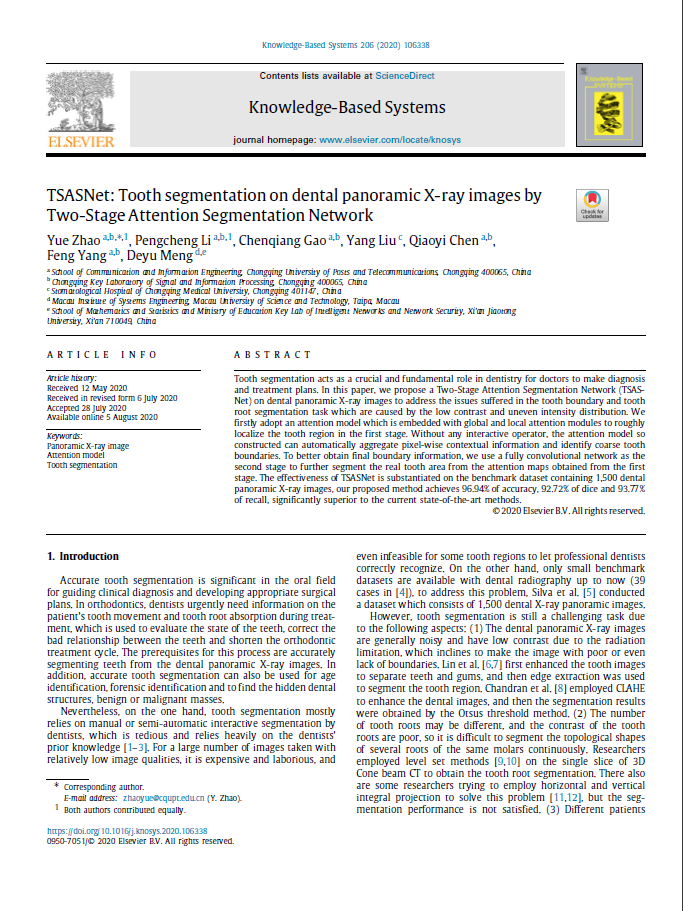 Knowledge-Based Systems 206 (2020) 106338
Contents lists available at ScienceDirect
Knowledge-Based Systems
journal homepage: www.elsevier.com/locate/knosys
ELSEVIER
TSASNet: Tooth segmentation on dental panoramic X-ray images by
Two-Stage Attention Segmentation Network
Check for
updates
Yue Zhao a,b,*,1, Pengcheng Li a,b,1, Chenqiang Gao a,b, Yang Liu c, Qiaoyi Chen a,b,
Feng Yang a,b, Deyu Meng d,e
a School of Communication and Information Engineering, Chongqing University of Posts and Telecommunications, Chongqing 400065, China
b Chongqing Key Laboratory of Signal and Information Processing, Chongqing 400065, China
c Stomatological Hospital of Chongqing Medical University, Chongqing 401147, China
d Macau Institute of Systems Engineering, Macau University of Science and Technology, Taipa, Macau
e School of Mathematics and Statistics and Ministry of Education Key Lab of Intelligent Networks and Network Security, Xi'an Jiaotong
University, Xi'an 710049, China
ARTICLE INFO
Article history:
Received 12 May 2020
Received in revised form 6 July 2020
Accepted 28 July 2020
Available online 5 August 2020
Keywords:
Panoramic X-ray image
Attention model
Tooth segmentation
ABSTRACT
Tooth segmentation acts as a crucial and fundamental role in dentistry for doctors to make diagnosis
and treatment plans. In this paper, we propose a Two-Stage Attention Segmentation Network (TSAS-
Net) on dental panoramic X-ray images to address the issues suffered in the tooth boundary and tooth
root segmentation task which are caused by the low contrast and uneven intensity distribution. We
firstly adopt an attention model which is embedded with global and local attention modules to roughly
localize the tooth region in the first stage. Without any interactive operator, the attention model so
constructed can automatically aggregate pixel-wise contextual information and identify coarse tooth
boundaries. To better obtain final boundary information, we use a fully convolutional network as the
second stage to further segment the real tooth area from the attention maps obtained from the first
stage. The effectiveness of TSASNet is substantiated on the benchmark dataset containing 1,500 dental
panoramic X-ray images, our proposed method achieves 96.94% of accuracy, 92.72% of dice and 93.77%
of recall, significantly superior to the current state-of-the-art methods.
© 2020 Elsevier B.V. All rights reserved.
1. Introduction
Accurate tooth segmentation is significant in the oral field
for guiding clinical diagnosis and developing appropriate surgical
plans. In orthodontics, dentists urgently need information on the
patient's tooth movement and tooth root absorption during treat-
ment, which is used to evaluate the state of the teeth, correct the
bad relationship between the teeth and shorten the orthodontic
treatment cycle. The prerequisites for this process are accurately
segmenting teeth from the dental panoramic X-ray images. In
addition, accurate tooth segmentation can also be used for age
identification, forensic identification and to find the hidden dental
structures, benign or malignant masses.
Nevertheless, on the one hand, tooth segmentation mostly
relies on manual or semi-automatic interactive segmentation by
dentists, which is tedious and relies heavily on the dentists'
prior knowledge [1–3]. For a large number of images taken with
relatively low image qualities, it is expensive and laborious, and
* Corresponding author.
E-mail address: zhaoyue@cqupt.edu.cn (Y. Zhao).
1 Both authors contributed equally.
even infeasible for some tooth regions to let professional dentists
correctly recognize. On the other hand, only small benchmark
datasets are available with dental radiography up to now (39
cases in [4]), to address this problem, Silva et al. [5] conducted
a dataset which consists of 1,500 dental X-ray panoramic images.
However, tooth segmentation is still a challenging task due
to the following aspects: (1) The dental panoramic X-ray images
are generally noisy and have low contrast due to the radiation
limitation, which inclines to make the image with poor or even
lack of boundaries. Lin et al. [6,7] first enhanced the tooth images
to separate teeth and gums, and then edge extraction was used
to segment the tooth region. Chandran et al. [8] employed CLAHE
to enhance the dental images, and then the segmentation results
were obtained by the Otsus threshold method. (2) The number
of tooth roots may be different, and the contrast of the tooth
roots are poor, so it is difficult to segment the topological shapes
of several roots of the same molars continuously. Researchers
employed level set methods [9,10] on the single slice of 3D
Cone beam CT to obtain the tooth root segmentation. There also
are some researchers trying to employ horizontal and vertical
integral projection to solve this problem [11,12], but the seg-
mentation performance is not satisfied. (3) Different patients
https://doi.org/10.1016/j.knosys.2020.106338
0950-7051/© 2020 Elsevier B.V. All rights reserved.